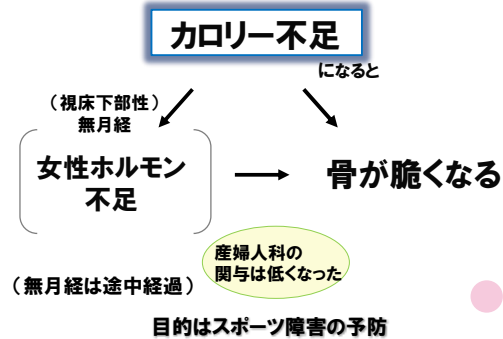 カロリー不足
になると
（視床下部性）
無月経
女性ホルモン
不足
骨が脆くなる
産婦人科の
関与は低くなった
（無月経は途中経過）
目的はスポーツ障害の予防